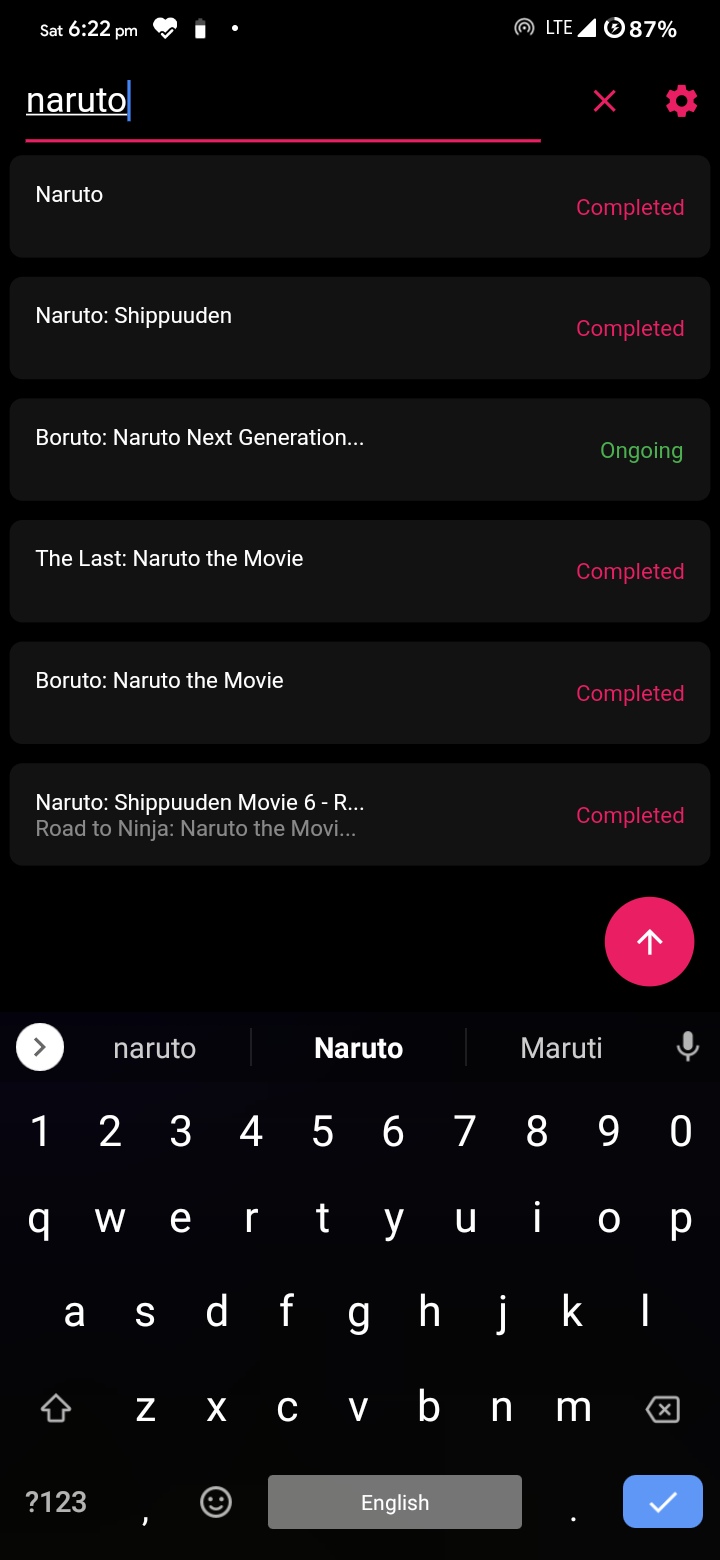 Sat 6:22 pm LTE 87%
naruto
Naruto
Completed
Naruto: Shippuuden
Completed
Boruto: Naruto Next Generation...
Ongoing
The Last: Naruto the Movie
Completed
Boruto: Naruto the Movie
Completed
Naruto: Shippuuden Movie 6 - R...
Road to Ninja: Naruto the Movi...
Completed
naruto Naruto Maruti
1 2 3 4 5 6 7 8 9 0
q w e r t y u i o p
a s d f g h j k l
z x c v b n m
?123 , English .